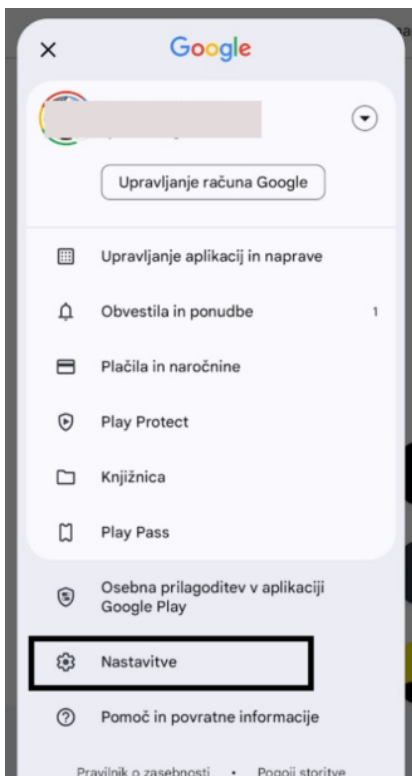 Google
Upravljanje računa Google
Upravljanje aplikacij in naprave
Obvestila in ponudbe 1
Plačila in naročnine
Play Protect
Knjižnica
Play Pass
Osebna prilagoditev v aplikaciji
Google Play
Nastavitve
Pomoč in povratne informacije
Pravilnik o zasebnosti • Pogoji storitve